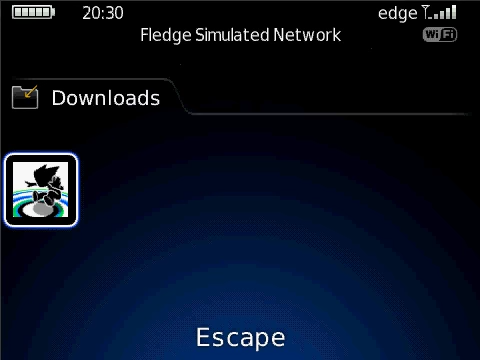 20:30 edge
Fledge Simulated Network
WiFi
Downloads
Escape